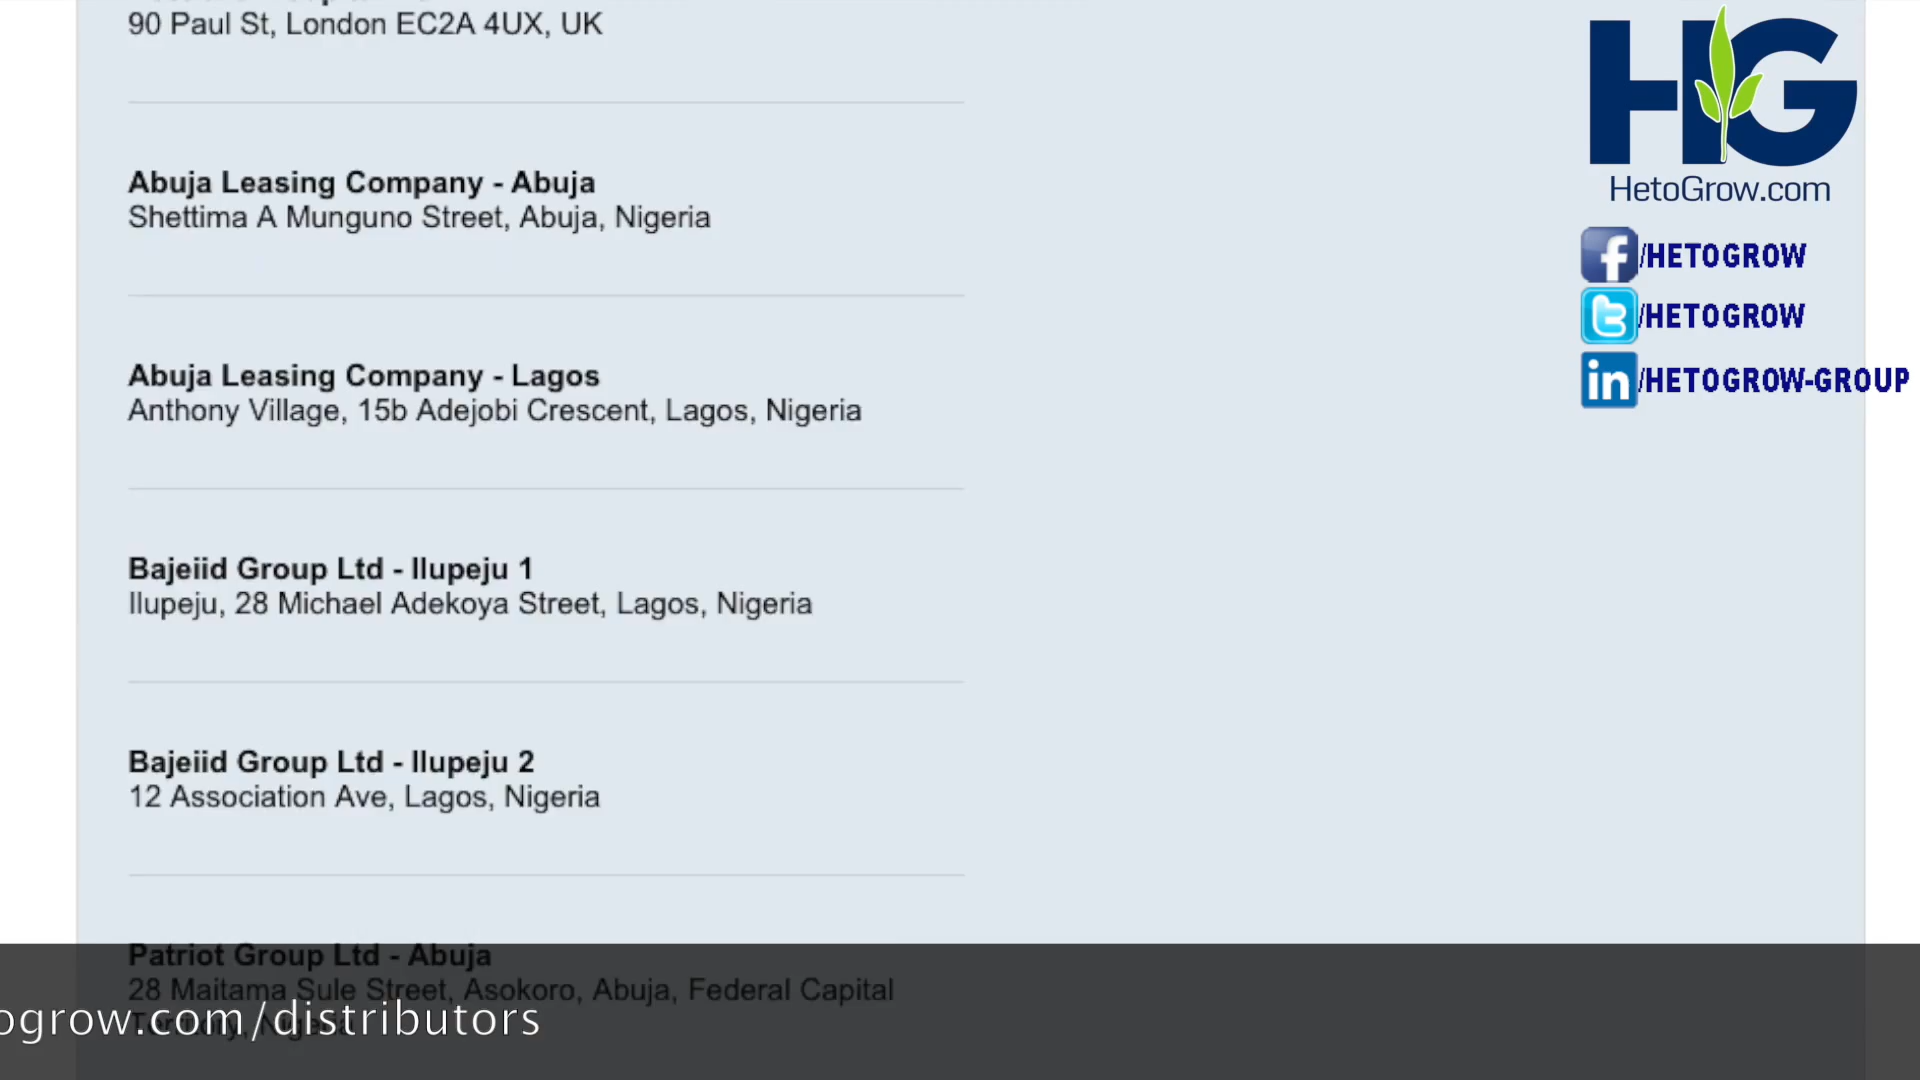 90 Paul St, London EC2A 4UX, UK
Abuja Leasing Company - Abuja
Shettima A Munguno Street, Abuja, Nigeria
Abuja Leasing Company - Lagos
Anthony Village, 15b Adejobi Crescent, Lagos, Nigeria
Bajeiid Group Ltd - Ilupeju 1
Ilupeju, 28 Michael Adekoya Street, Lagos, Nigeria
Bajeiid Group Ltd - Ilupeju 2
12 Association Ave, Lagos, Nigeria
Patriot Group Ltd - Abuja
28 Maitama Sule Street, Asokoro, Abuja, Federal Capital
Territory, Nigeria
ogrow.com/distributors
HG
HetoGrow.com
f /HETOGROW
t /HETOGROW
in /HETOGROW-GROUP